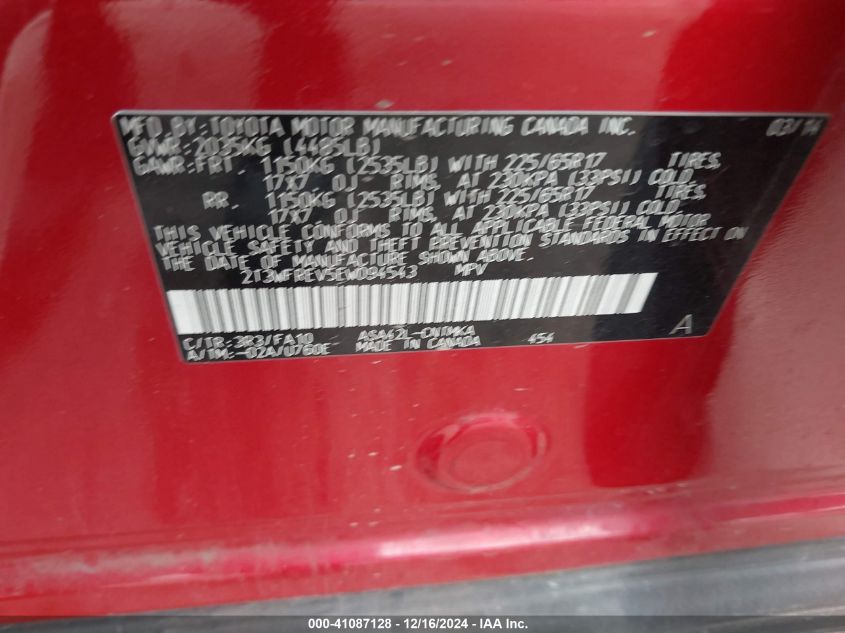 MFD.BY:TOYOTA MOTOR MANUFACTURING CANADA INC. 03/14
GVWR:2035KG (4485LB)
GAWR:FRT. 1150KG (2535LB) WITH 225/65R17 TIRES,
17X7.0J RIMS, AT 230KPA (33PSI) COLD
RR. 1150KG (2535LB) WITH 225/65R17 TIRES,
17X7.0J RIMS, AT 230KPA (33PSI) COLD
THIS VEHICLE CONFORMS TO ALL APPLICABLE FEDERAL MOTOR
VEHICLE SAFETY AND THEFT PREVENTION STANDARDS IN EFFECT ON
THE DATE OF MANUFACTURE SHOWN ABOVE.
2T3WFREV5EW094543 MPV
A
C/TR:3R3/FA10 ASA42L-CNTMKA 454
A/TM:-02A/U760E MADE IN CANADA
000-41087128 - 12/16/2024 - IAA Inc.